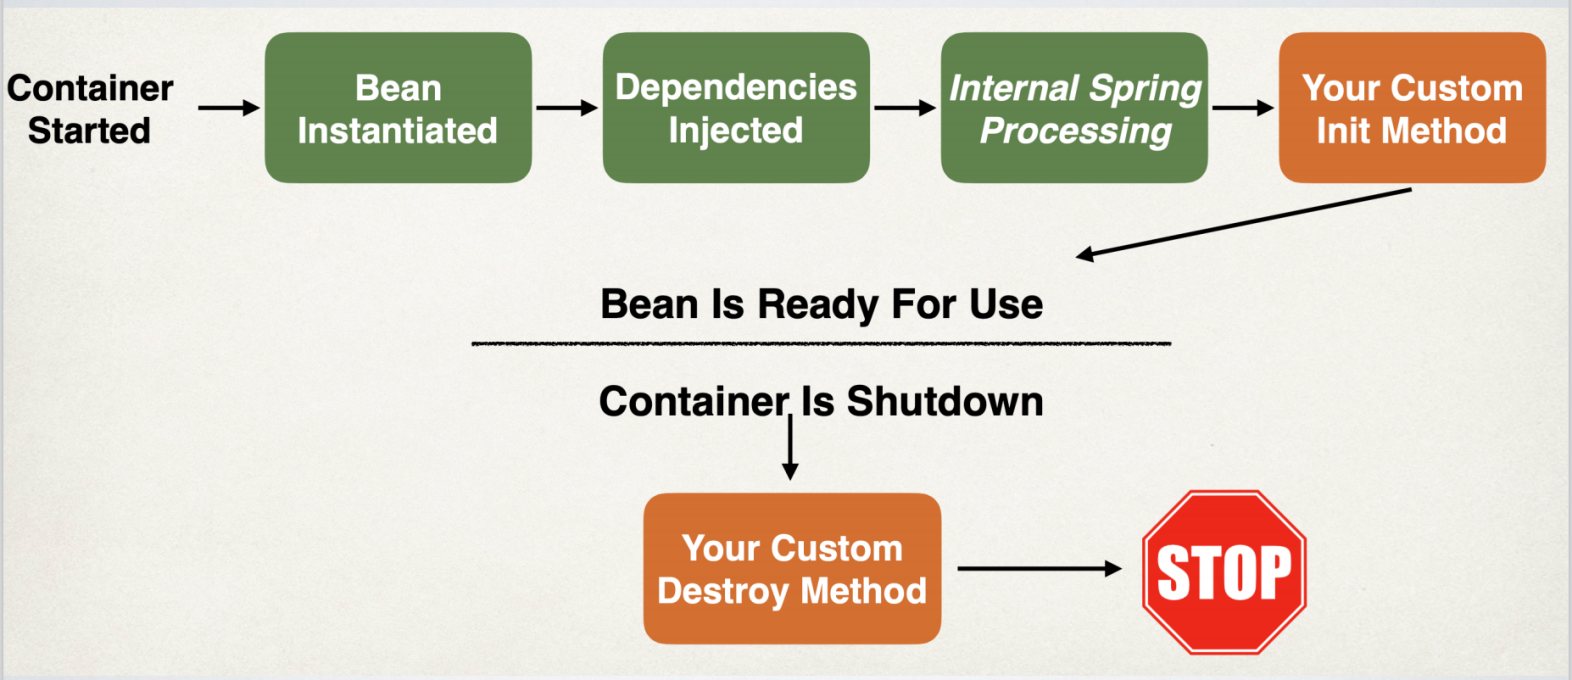 Container
Started
Bean
Instantiated
Dependencies
Injected
Internal Spring
Processing
Your Custom
Init Method
Bean Is Ready For Use
Container Is Shutdown
Your Custom
Destroy Method
STOP